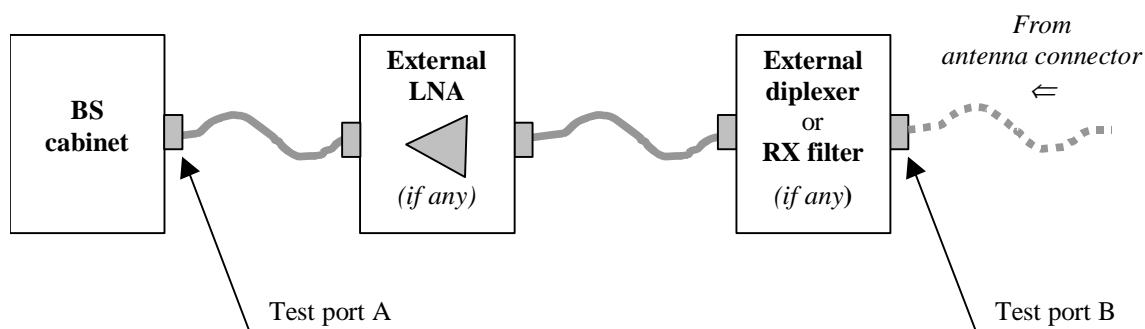 BS
cabinet
External
LNA
(if any)
External
diplexer
or
RX filter
(if any)
From
antenna connector
⇐
Test port A
Test port B